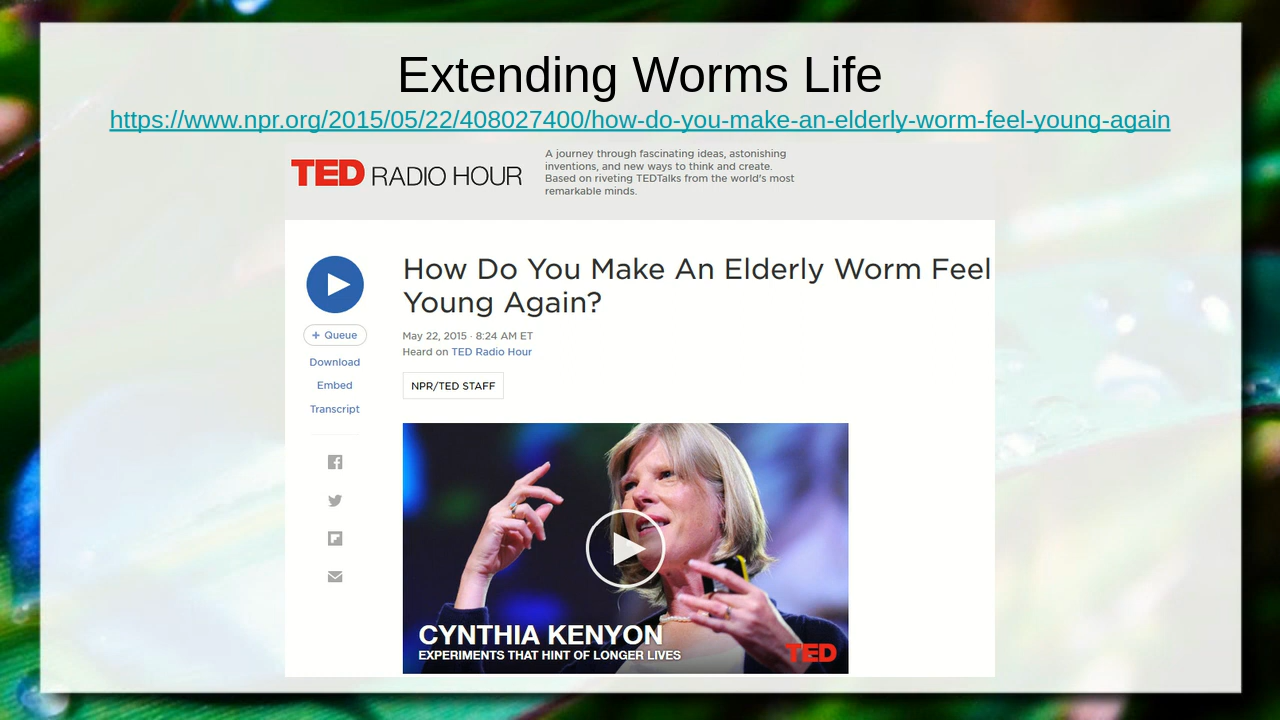 Extending Worms Life
https://www.npr.org/2015/05/22/408027400/how-do-you-make-an-elderly-worm-feel-young-again
TED RADIO HOUR
A journey through fascinating ideas, astonishing
inventions, and new ways to think and create.
Based on riveting TEDTalks from the world's most
remarkable minds.
How Do You Make An Elderly Worm Feel
Young Again?
+ Queue
Download
Embed
Transcript
May 22, 2015 · 8:24 AM ET
Heard on TED Radio Hour
NPR/TED STAFF
CYNTHIA KENYON
EXPERIMENTS THAT HINT OF LONGER LIVES
TED